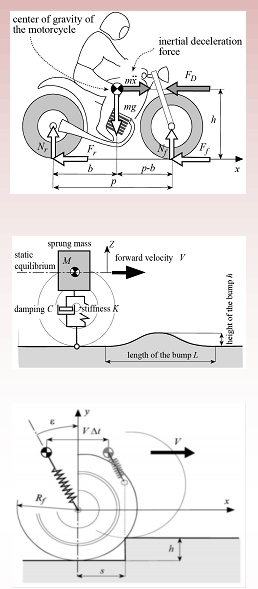 center of gravity of
the motorcycle
inertial deceleration
force
mẍ
F_D
mg
h
N_r
F_r
N_f
F_f
b
p-b
x
p
sprung mass
Z
static
equilibrium
forward velocity V
M
damping C
stiffness K
height of the bump h
length of the bump L
y
ε
V Δt
V
R_f
x
h
s